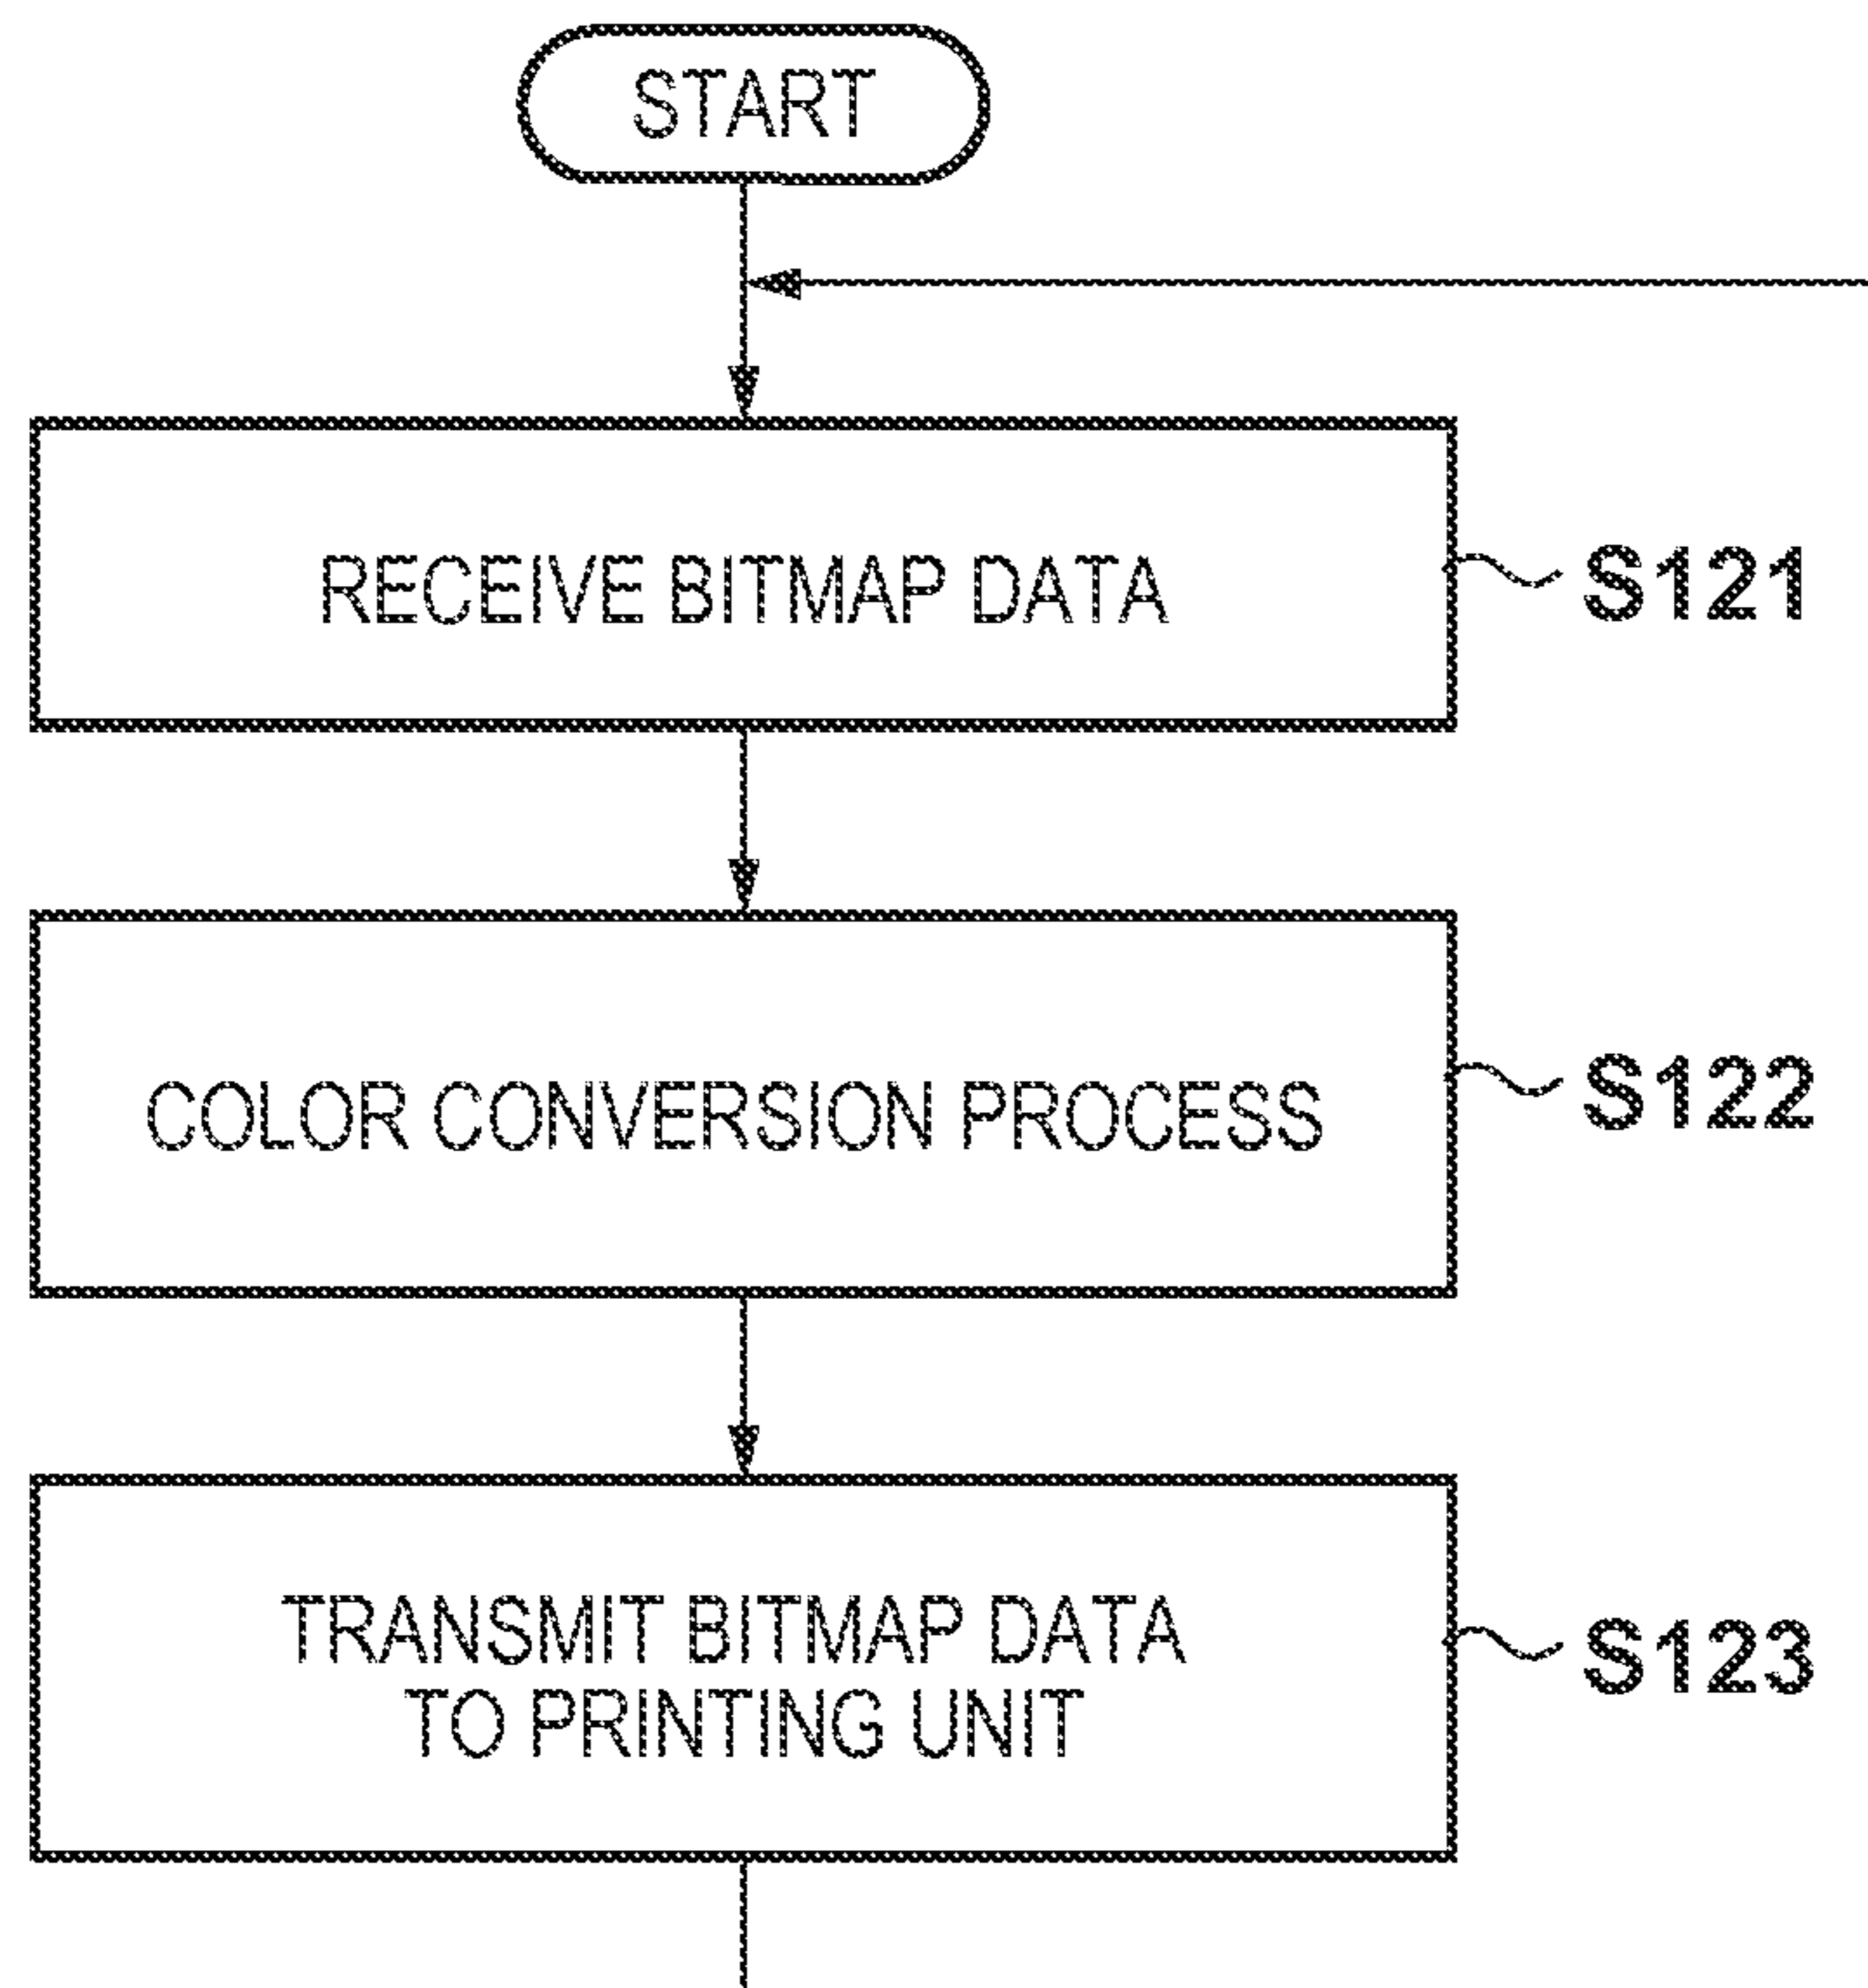 START
RECEIVE BITMAP DATA
S121
COLOR CONVERSION PROCESS
S122
TRANSMIT BITMAP DATA
TO PRINTING UNIT
S123